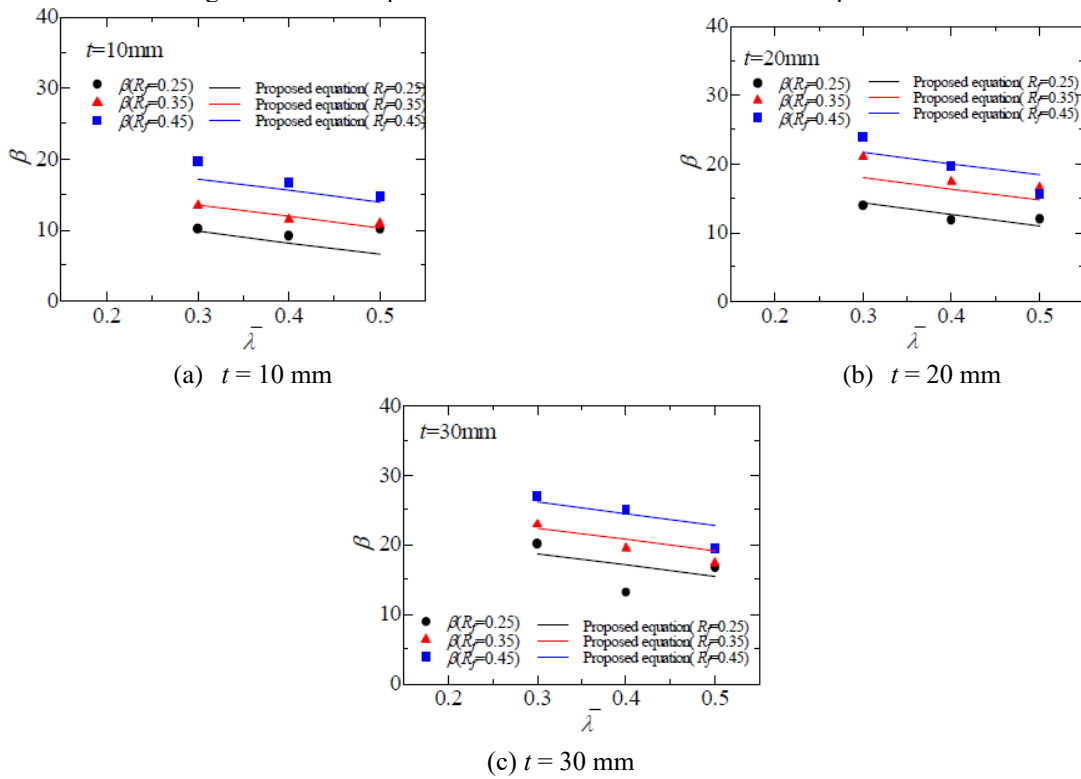 t=10mm
β(Rf=0.25) Proposed equation( Rf=0.25)
β(Rf=0.35) Proposed equation( Rf=0.35)
β(Rf=0.45) Proposed equation( Rf=0.45)
40
30
20
10
0
β
0.2 0.3 0.4 0.5
λ̄
(a) t = 10 mm
t=20mm
β(Rf=0.25) Proposed equation( Rf=0.25)
β(Rf=0.35) Proposed equation( Rf=0.35)
β(Rf=0.45) Proposed equation( Rf=0.45)
40
30
20
10
0
β
0.2 0.3 0.4 0.5
λ̄
(b) t = 20 mm
t=30mm
40
30
20
10
0
β
β(Rf=0.25) Proposed equation( Rf=0.25)
β(Rf=0.35) Proposed equation( Rf=0.35)
β(Rf=0.45) Proposed equation( Rf=0.45)
0.2 0.3 0.4 0.5
λ̄
(c) t = 30 mm